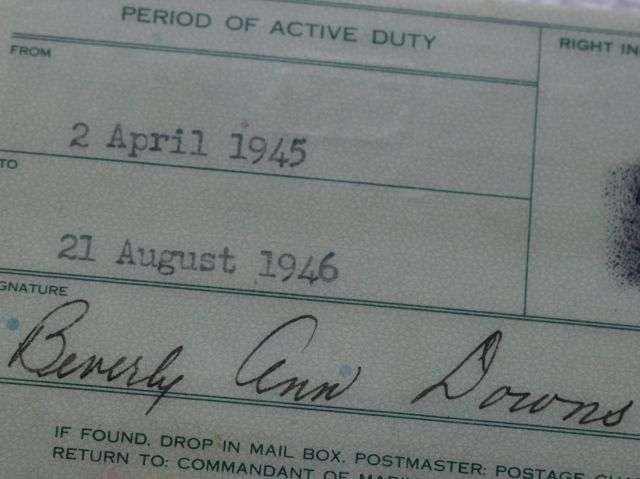 PERIOD OF ACTIVE DUTY
RIGHT IN
FROM
2 April 1945
TO
21 August 1946
GNATURE
Beverly Ann Downs
IF FOUND, DROP IN MAIL BOX. POSTMASTER: POSTAGE
RETURN TO: COMMANDANT OF